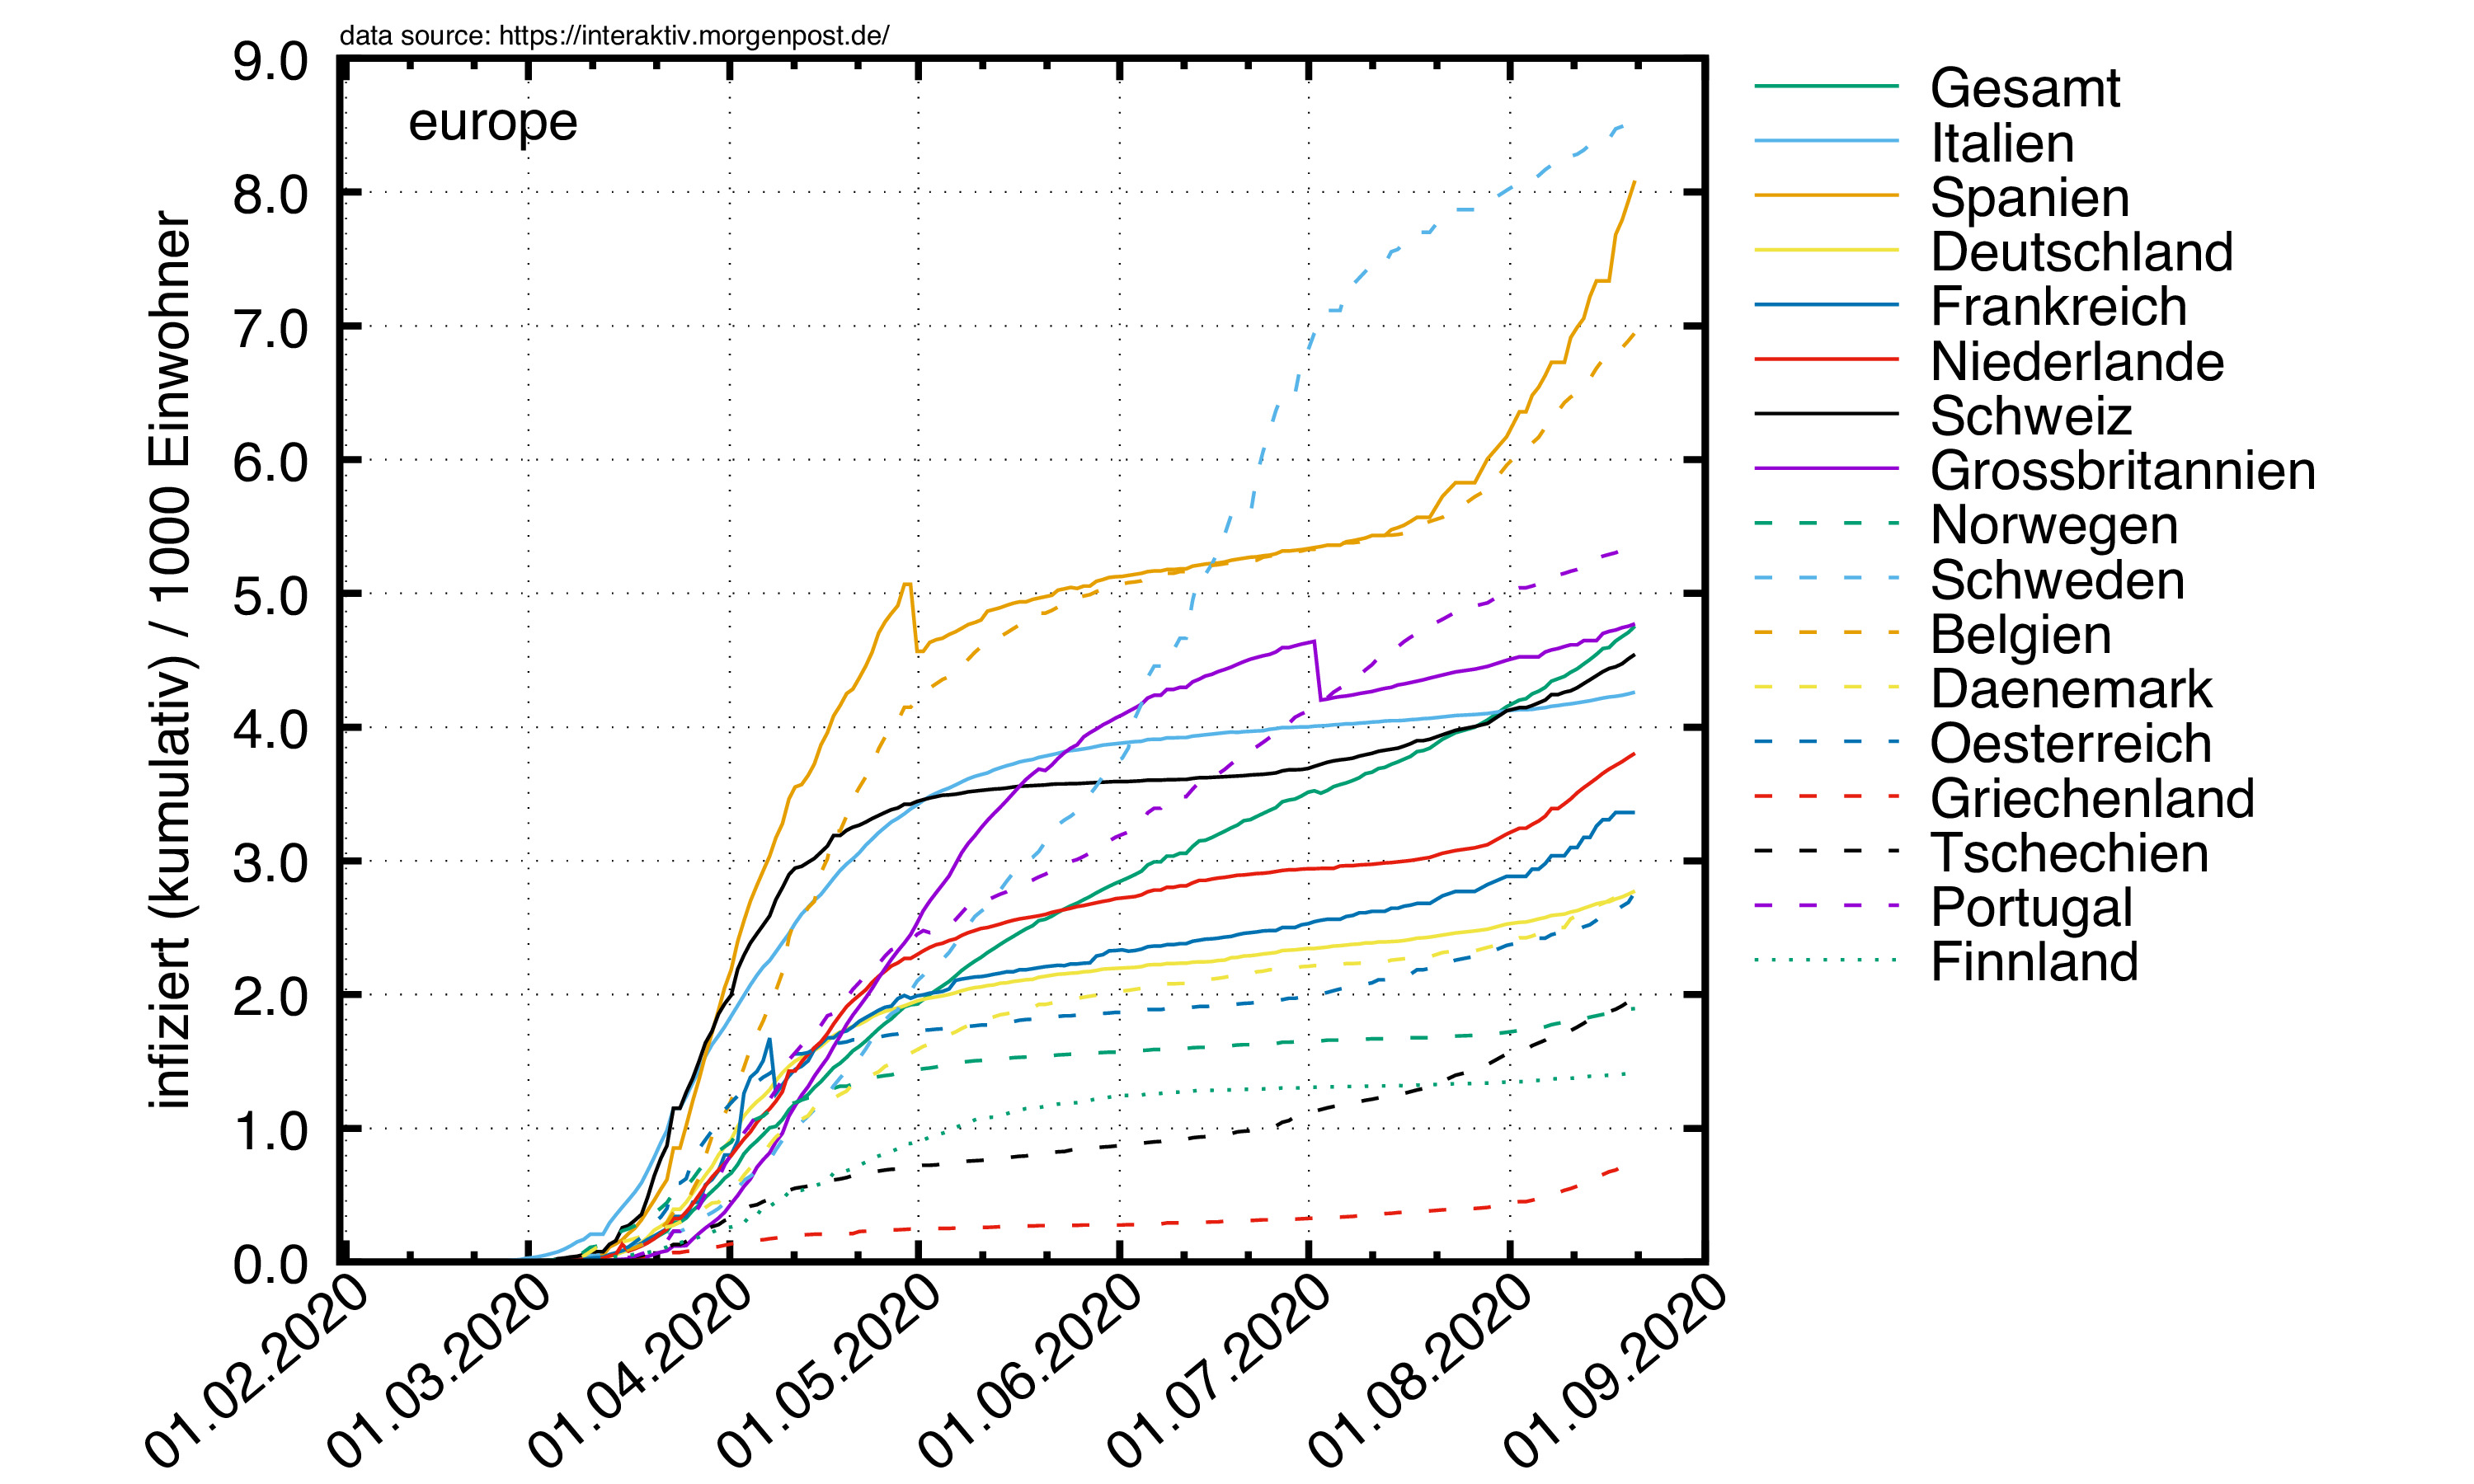 data source: https://interaktiv.morgenpost.de/
europe
infiziert (kumulativ) / 1000 Einwohner
9.0
8.0
7.0
6.0
5.0
4.0
3.0
2.0
1.0
0.0
01.02.2020
01.03.2020
01.04.2020
01.05.2020
01.06.2020
01.07.2020
01.08.2020
01.09.2020
Gesamt
Italien
Spanien
Deutschland
Frankreich
Niederlande
Schweiz
Grossbritannien
Norwegen
Schweden
Belgien
Daenemark
Oesterreich
Griechenland
Tschechien
Portugal
Finnland